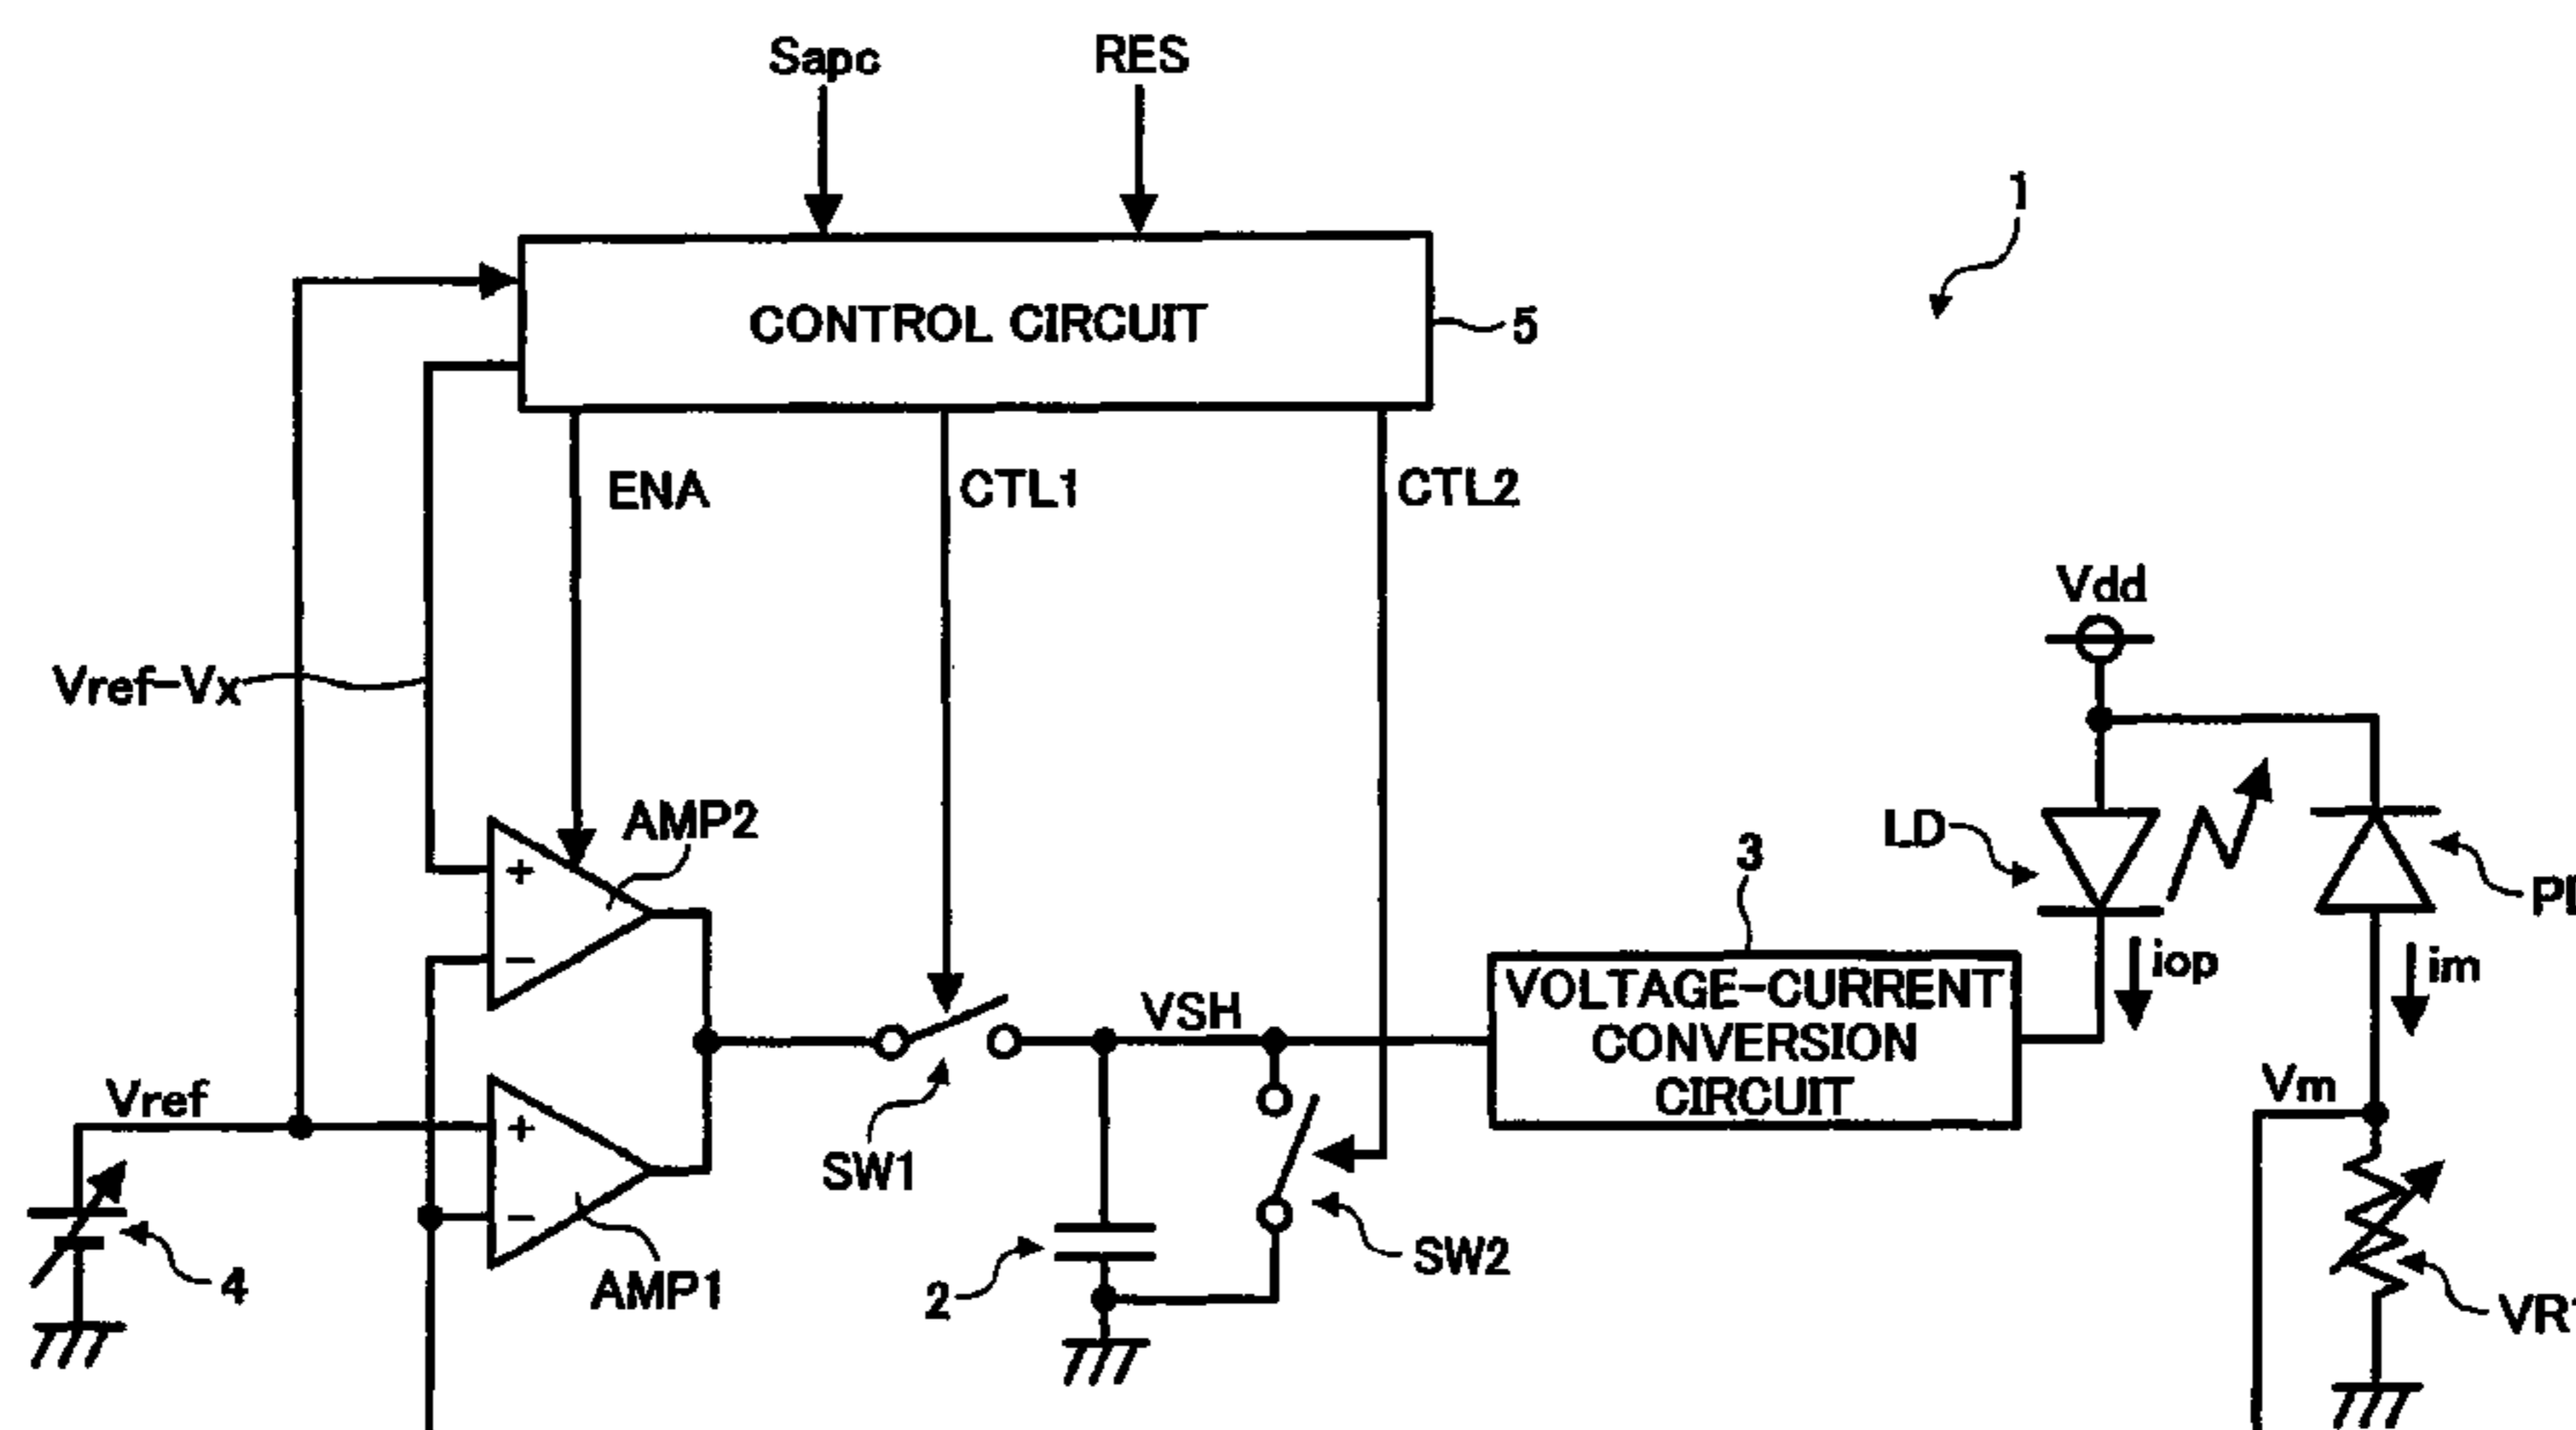 Sapc
RES
1
CONTROL CIRCUIT
5
ENA
CTL1
CTL2
Vdd
Vref-Vx
AMP2
+
−
LD
3
iop
im
VOLTAGE-CURRENT
CONVERSION
CIRCUIT
VSH
Vref
Vm
+
−
SW1
SW2
4
AMP1
2